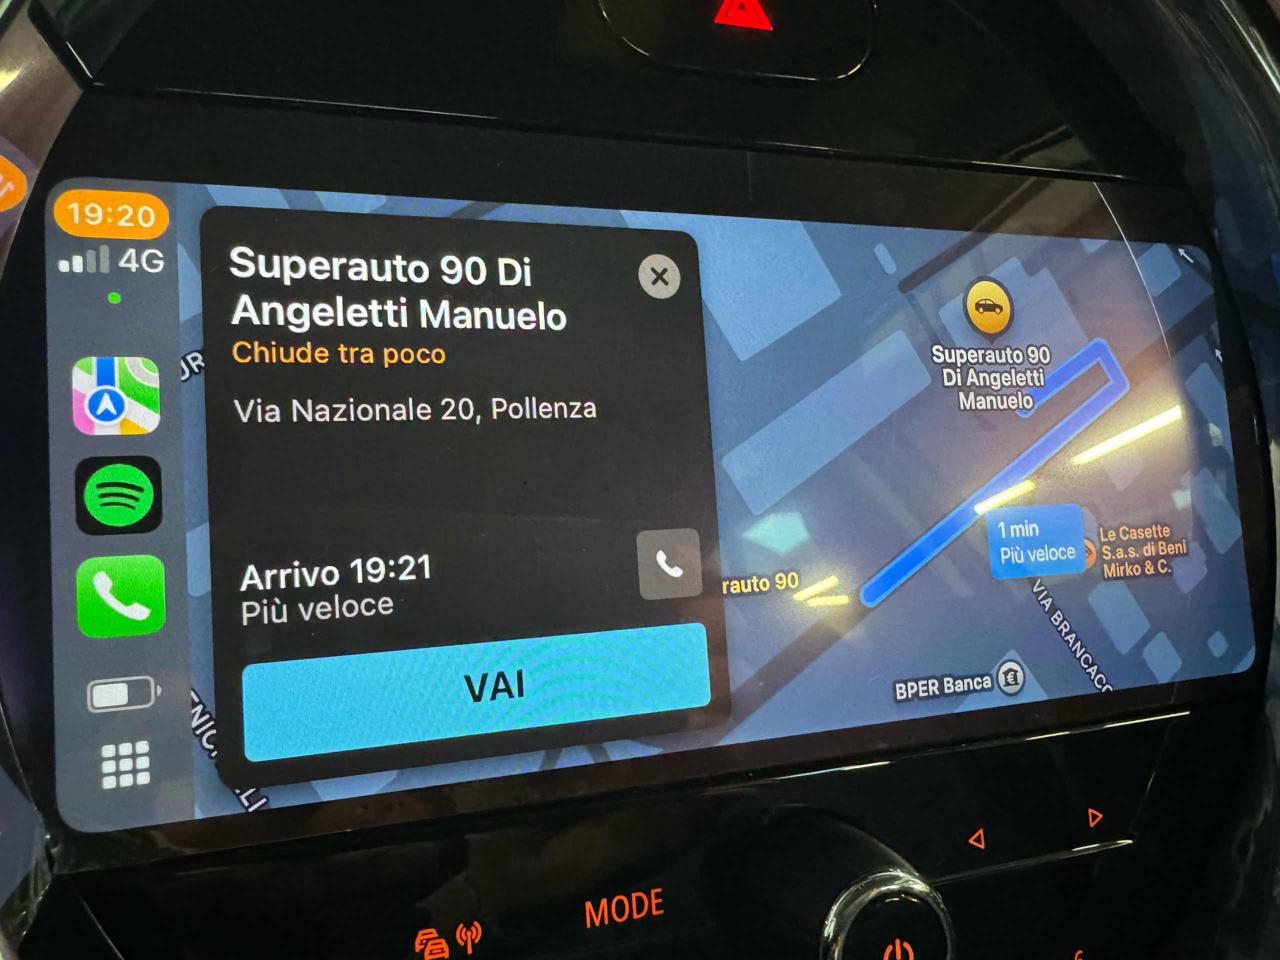 19:20
4G
Superauto 90 Di
Angeletti Manuelo
Chiude tra poco
Via Nazionale 20, Pollenza
Arrivo 19:21
Più veloce
VAI
Superauto 90
Di Angeletti
Manuelo
1 min
Più veloce
Le Casette
S.a.s. di Beni
Mirko & C.
rauto 90
VIA BRANCACC
BPER Banca
MODE